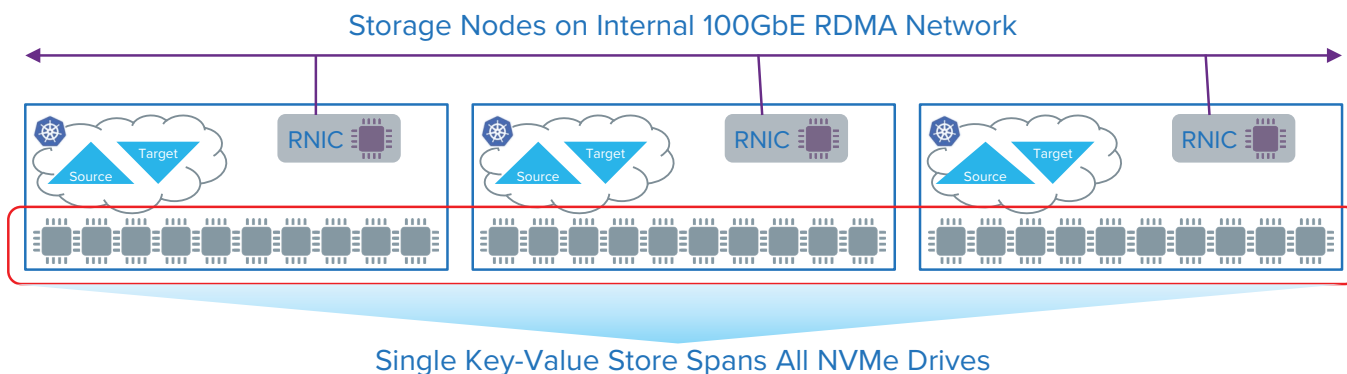 Storage Nodes on Internal 100GbE RDMA Network
RNIC
Target
Source
RNIC
Target
Source
RNIC
Target
Source
Single Key-Value Store Spans All NVMe Drives